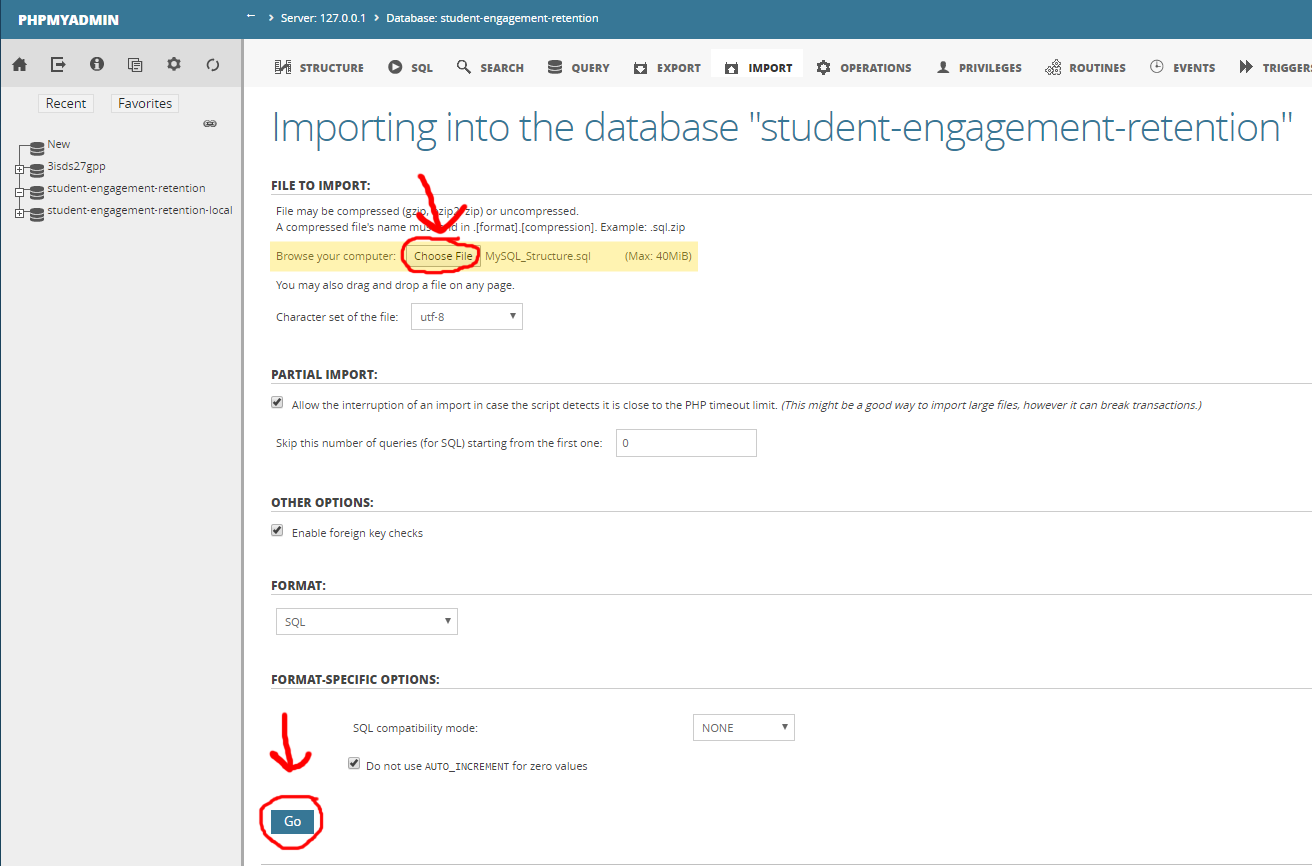 PHPMYADMIN
← › Server: 127.0.0.1 › Database: student-engagement-retention
STRUCTURE SQL SEARCH QUERY EXPORT IMPORT OPERATIONS PRIVILEGES ROUTINES EVENTS TRIGGERS
Recent Favorites
New
3isds27gpp
student-engagement-retention
student-engagement-retention-local
Importing into the database "student-engagement-retention"
FILE TO IMPORT:
File may be compressed (gzip, bzip2, zip) or uncompressed.
A compressed file's name must end in .[format].[compression]. Example: .sql.zip
Browse your computer: Choose File MySQL_Structure.sql (Max: 40MiB)
You may also drag and drop a file on any page.
Character set of the file: utf-8
PARTIAL IMPORT:
Allow the interruption of an import in case the script detects it is close to the PHP timeout limit. (This might be a good way to import large files, however it can break transactions.)
Skip this number of queries (for SQL) starting from the first one: 0
OTHER OPTIONS:
Enable foreign key checks
FORMAT:
SQL
FORMAT-SPECIFIC OPTIONS:
SQL compatibility mode: NONE
Do not use AUTO_INCREMENT for zero values
Go